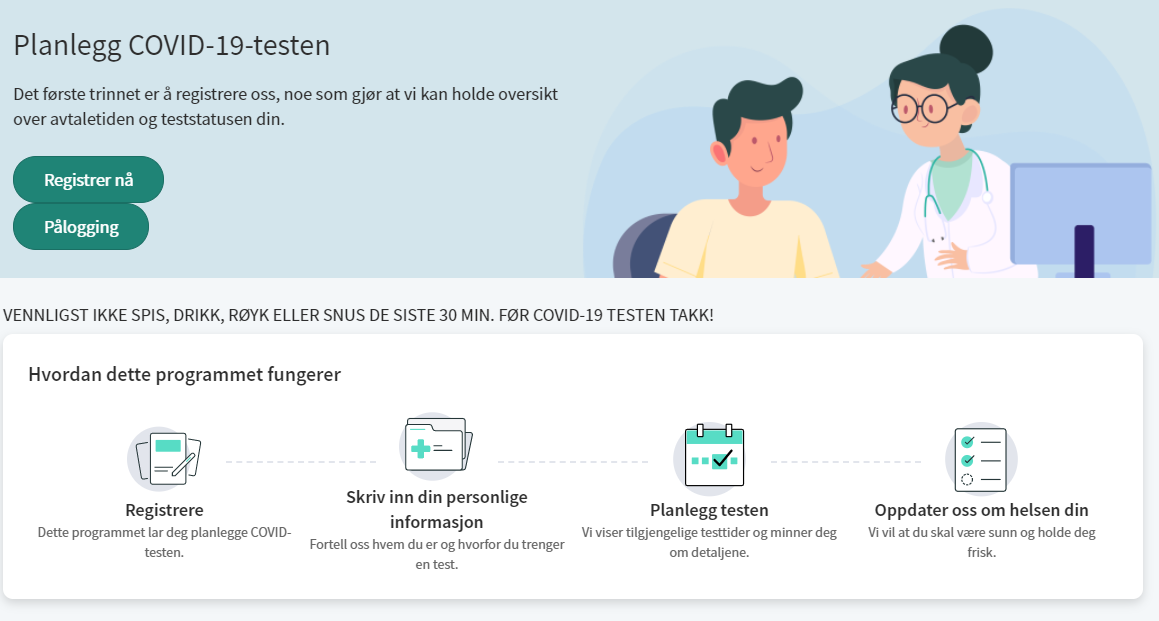 Planlegg COVID-19-testen
Det første trinnet er å registrere oss, noe som gjør at vi kan holde oversikt
over avtaletiden og teststatusen din.
Registrer nå
Pålogging
VENNLIGST IKKE SPIS, DRIKK, RØYK ELLER SNUS DE SISTE 30 MIN. FØR COVID-19 TESTEN TAKK!
Hvordan dette programmet fungerer
Registrere
Dette programmet lar deg planlegge COVID-
testen.
Skriv inn din personlige
informasjon
Fortell oss hvem du er og hvorfor du trenger
en test.
Planlegg testen
Vi viser tilgjengelige testtider og minner deg
om detaljene.
Oppdater oss om helsen din
Vi vil at du skal være sunn og holde deg
frisk.